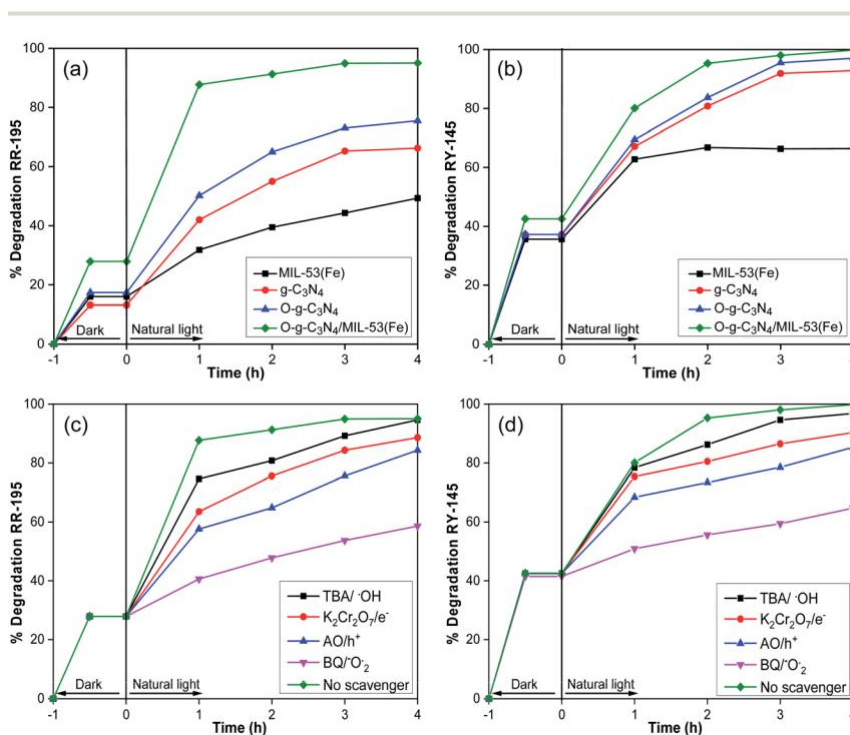 (a)
% Degradation RR-195
100
80
60
40
20
0
MIL-53(Fe)
g-C₃N₄
O-g-C₃N₄
O-g-C₃N₄/MIL-53(Fe)
Dark
Natural light
-1 0 1 2 3 4
Time (h)
(b)
% Degradation RY-145
100
80
60
40
20
0
MIL-53(Fe)
g-C₃N₄
O-g-C₃N₄
O-g-C₃N₄/MIL-53(Fe)
Dark
Natural light
-1 0 1 2 3 4
Time (h)
(c)
% Degradation RR-195
100
80
60
40
20
0
TBA/ ·OH
K₂Cr₂O₇/e⁻
AO/h⁺
BQ/⁻O·₂
No scavenger
Dark
Natural light
-1 0 1 2 3 4
Time (h)
(d)
% Degradation RY-145
100
80
60
40
20
0
TBA/ ·OH
K₂Cr₂O₇/e⁻
AO/h⁺
BQ/⁻O·₂
No scavenger
Dark
Natural light
-1 0 1 2 3 4
Time (h)